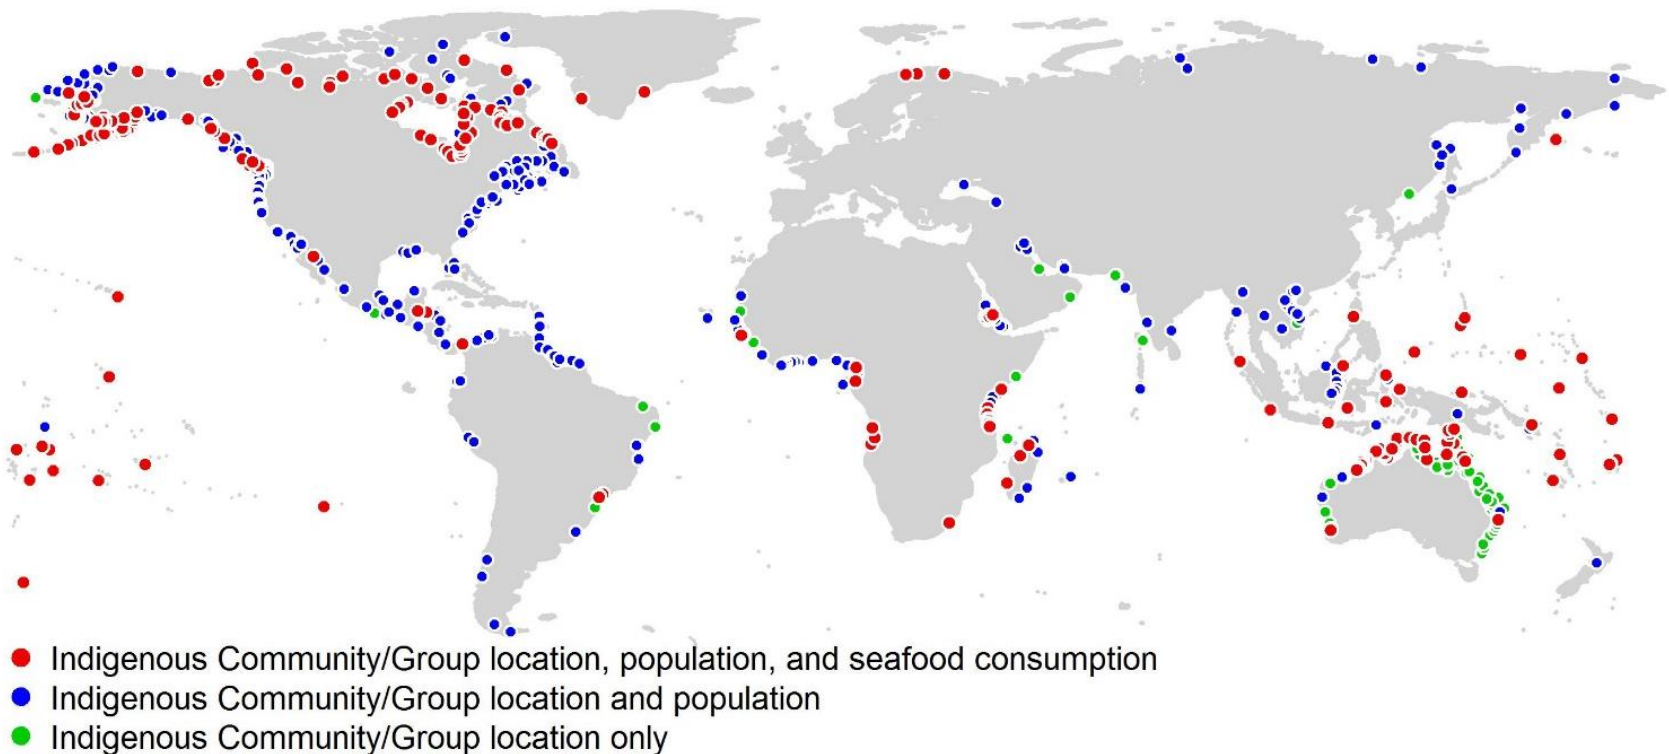 Indigenous Community/Group location, population, and seafood consumption
Indigenous Community/Group location and population
Indigenous Community/Group location only